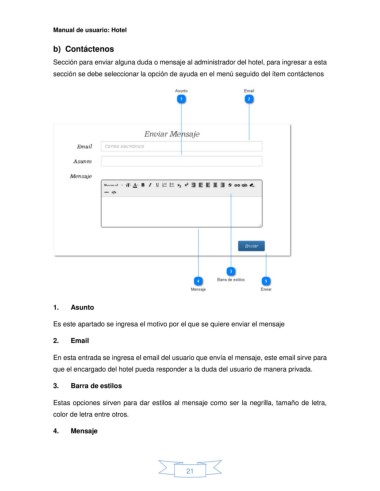 Manual de usuario: Hotel
b) Contáctenos
Sección para enviar alguna duda o mensaje al administrador del hotel, para ingresar a esta
sección se debe seleccionar la opción de ayuda en el menú seguido del ítem contáctenos
Asunto
Email
1
2
Enviar Mensaje
Email
Asunto
Mensaje
Enviar
3
4
Barra de estilos
5
Mensaje
Enviar
1. Asunto
Es este apartado se ingresa el motivo por el que se quiere enviar el mensaje
2. Email
En esta entrada se ingresa el email del usuario que envía el mensaje, este email sirve para
que el encargado del hotel pueda responder a la duda del usuario de manera privada.
3. Barra de estilos
Estas opciones sirven para dar estilos al mensaje como ser la negrilla, tamaño de letra,
color de letra entre otros.
4. Mensaje
21